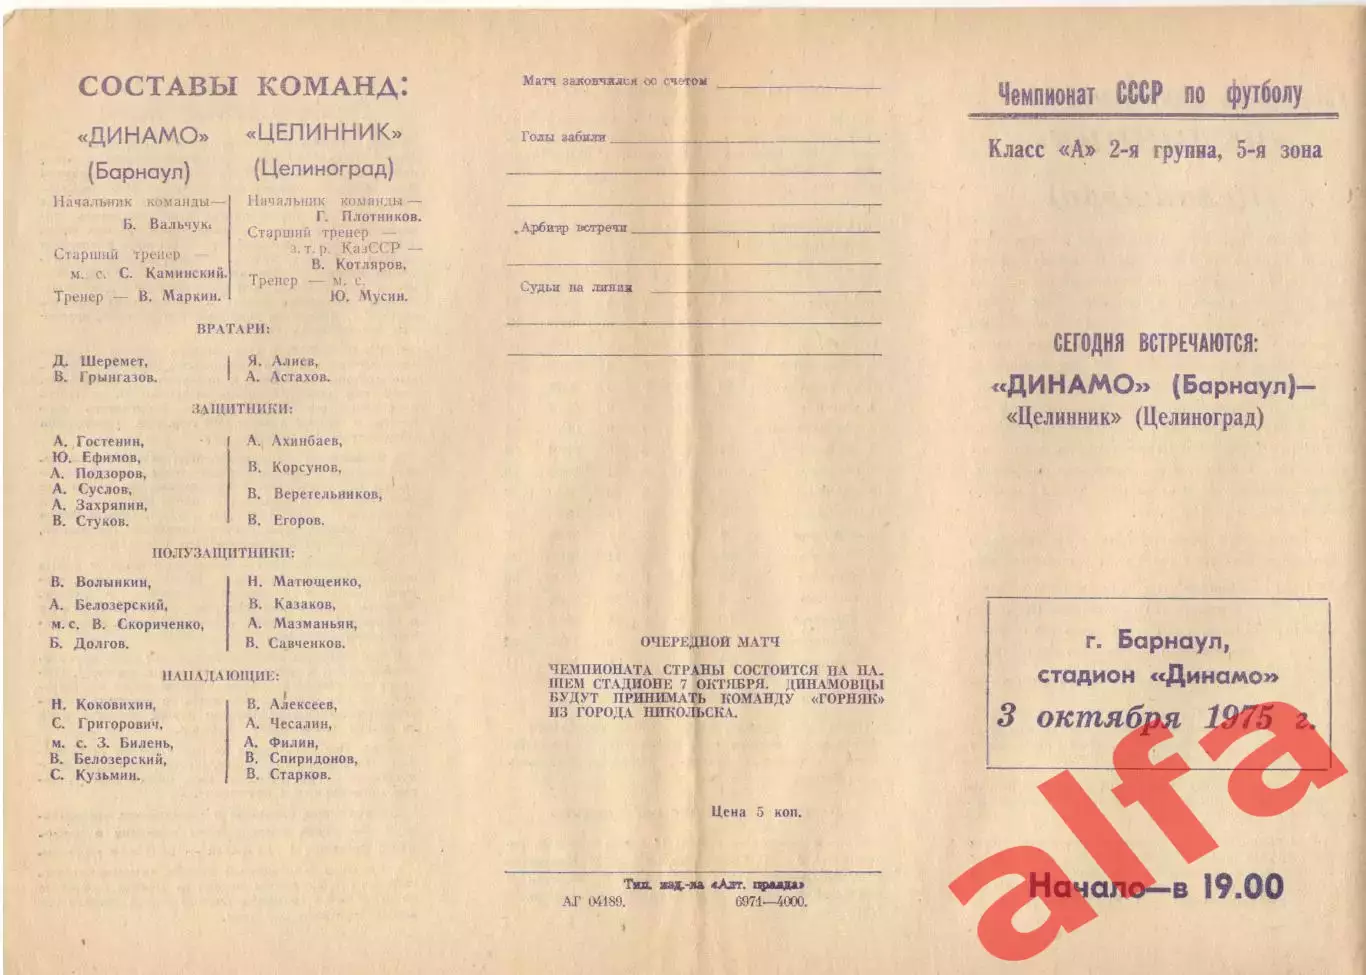 СОСТАВЫ КОМАНД:
«ДИНАМО»
(Барнаул)
Начальник команды—
Б. Вальчук.
Старший тренер —
м. с. С. Каминский.
Тренер — В. Маркин.
«ЦЕЛИННИК»
(Целиноград)
Начальник команды —
Г. Плотников.
Старший тренер —
з. т. р. КазССР —
В. Котляров,
Тренер — м. с.
Ю. Мусин.
ВРАТАРИ:
Д. Шеремет,
В. Грынгазов.
Я. Алиев,
А. Астахов.
ЗАЩИТНИКИ:
А. Гостенин,
Ю. Ефимов,
А. Подзоров,
А. Суслов,
А. Захряпин,
В. Стуков.
А. Ахинбаев,
В. Корсунов,
В. Веретельников,
В. Егоров.
ПОЛУЗАЩИТНИКИ:
В. Волынкин,
А. Белозерский,
м. с. В. Скориченко,
Б. Долгов.
Н. Матющенко,
В. Казаков,
А. Мазманьян,
В. Савченков.
НАПАДАЮЩИЕ:
Н. Коковихин,
С. Григорович,
м. с. З. Билень,
В. Белозерский,
С. Кузьмин.
В. Алексеев,
А. Чесалин,
А. Филин,
В. Спиридонов,
В. Старков.
Матч закончился со счетом
Голы забили
Арбитр встречи
Судьи на линии
ОЧЕРЕДНОЙ МАТЧ
ЧЕМПИОНАТА СТРАНЫ СОСТОИТСЯ НА НА-
ШЕМ СТАДИОНЕ 7 ОКТЯБРЯ. ДИНАМОВЦЫ
БУДУТ ПРИНИМАТЬ КОМАНДУ «ГОРНЯК»
ИЗ ГОРОДА НИКОЛЬСКА.
Цена 5 коп.
Тип. изд.-ва «Алт. правда»
АГ 04189. 6971—4000.
Чемпионат СССР по футболу
Класс «А» 2-я группа, 5-я зона
СЕГОДНЯ ВСТРЕЧАЮТСЯ:
«ДИНАМО» (Барнаул)—
«Целинник» (Целиноград)
г. Барнаул,
стадион «Динамо»
3 октября 1975 г.
Начало—в 19.00
alfa